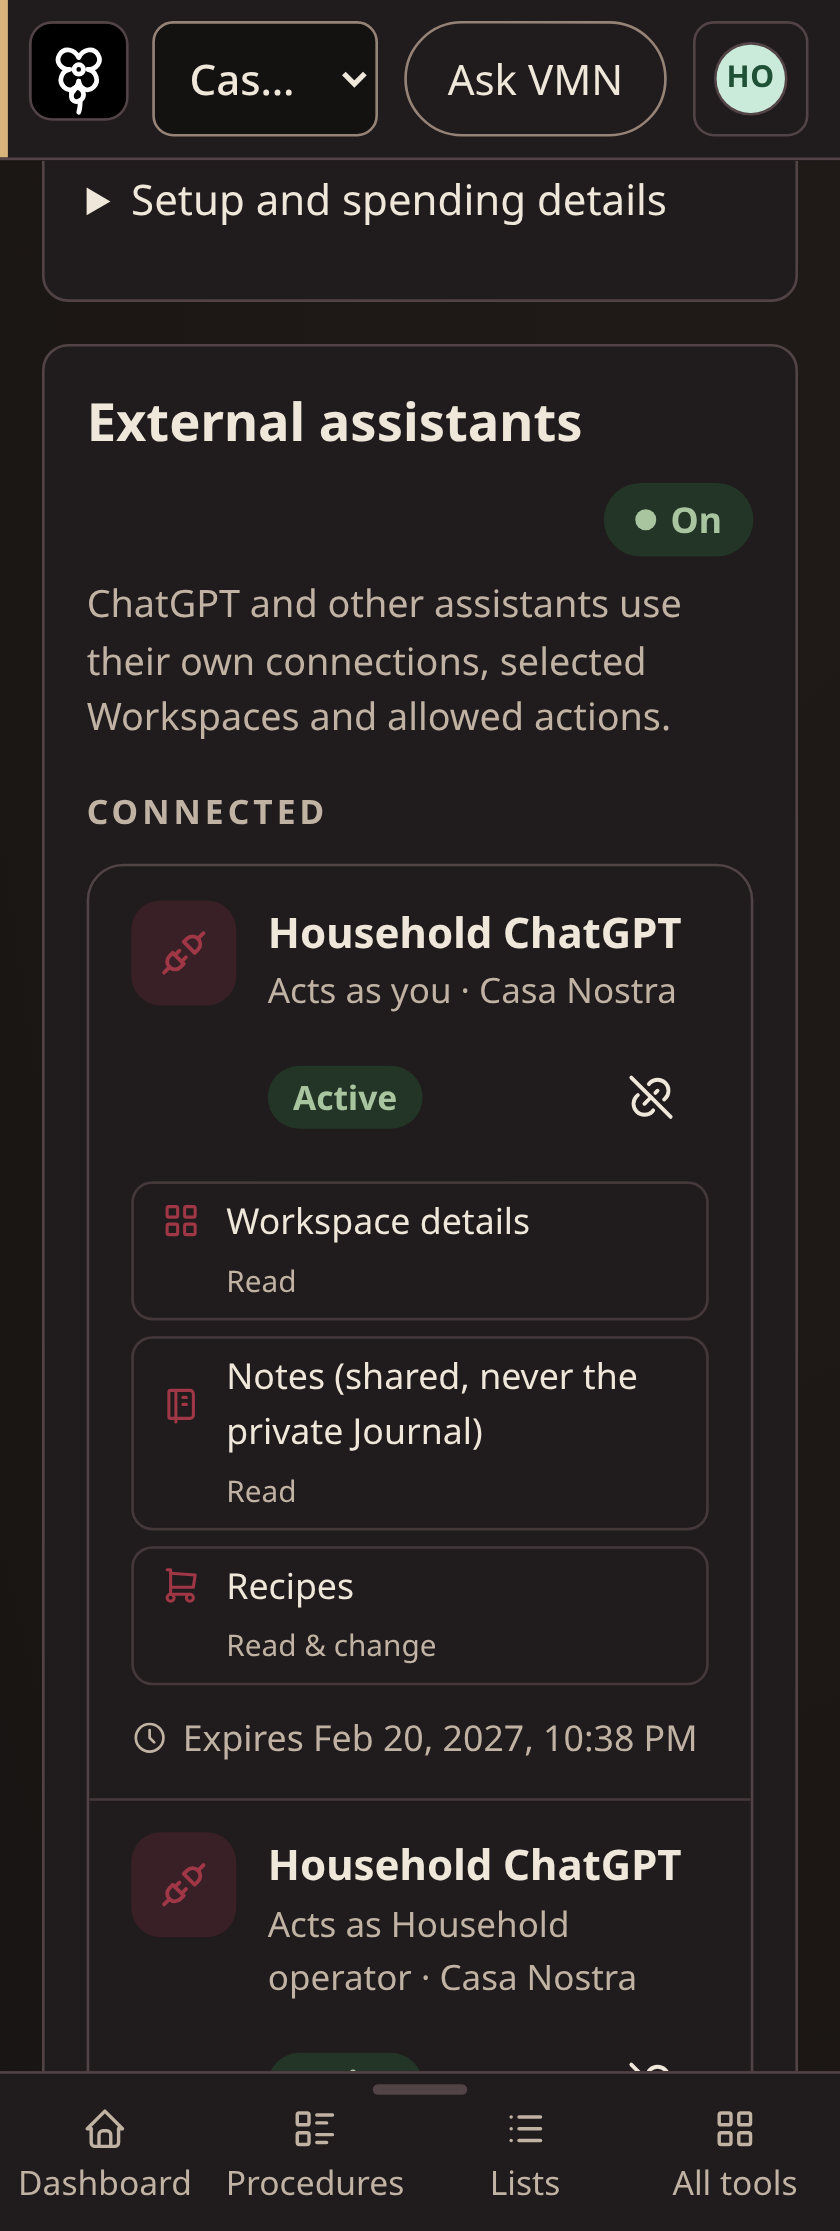 Cas...
Ask VMN
HO
Setup and spending details
External assistants
On
ChatGPT and other assistants use
their own connections, selected
Workspaces and allowed actions.
CONNECTED
Household ChatGPT
Acts as you · Casa Nostra
Active
Workspace details
Read
Notes (shared, never the
private Journal)
Read
Recipes
Read & change
Expires Feb 20, 2027, 10:38 PM
Household ChatGPT
Acts as Household
operator · Casa Nostra
Dashboard
Procedures
Lists
All tools